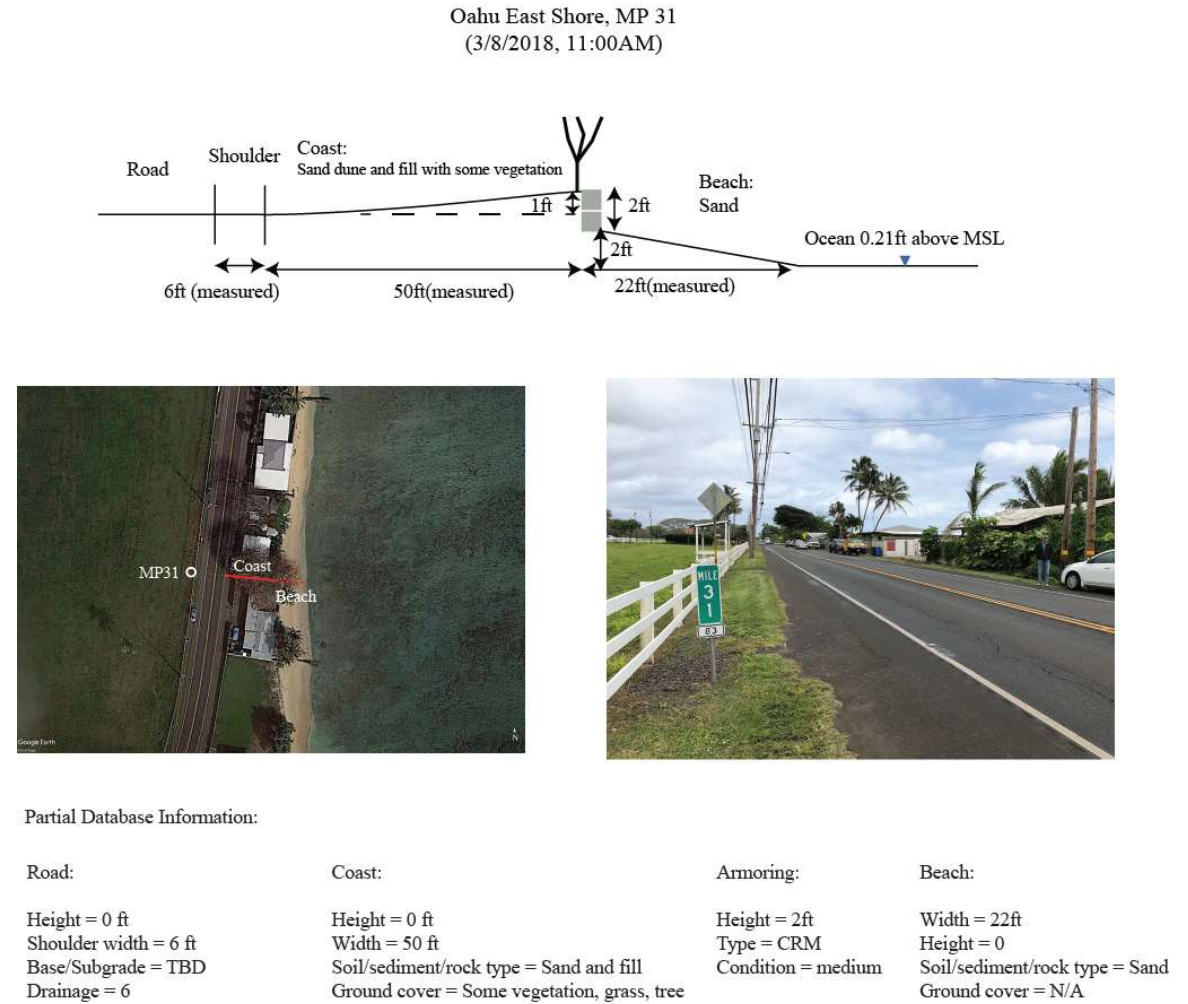 Oahu East Shore, MP 31
(3/8/2018, 11:00AM)
Road
Shoulder
Coast:
Sand dune and fill with some vegetation
1ft
2ft
Beach:
Sand
2ft
Ocean 0.21ft above MSL
6ft (measured)
50ft(measured)
22ft(measured)
MP31
Coast
Beach
Google Earth
N
MILE
3
1
83
Partial Database Information:
Road:
Height = 0 ft
Shoulder width = 6 ft
Base/Subgrade = TBD
Drainage = 6
Coast:
Height = 0 ft
Width = 50 ft
Soil/sediment/rock type = Sand and fill
Ground cover = Some vegetation, grass, tree
Armoring:
Height = 2ft
Type = CRM
Condition = medium
Beach:
Width = 22ft
Height = 0
Soil/sediment/rock type = Sand
Ground cover = N/A